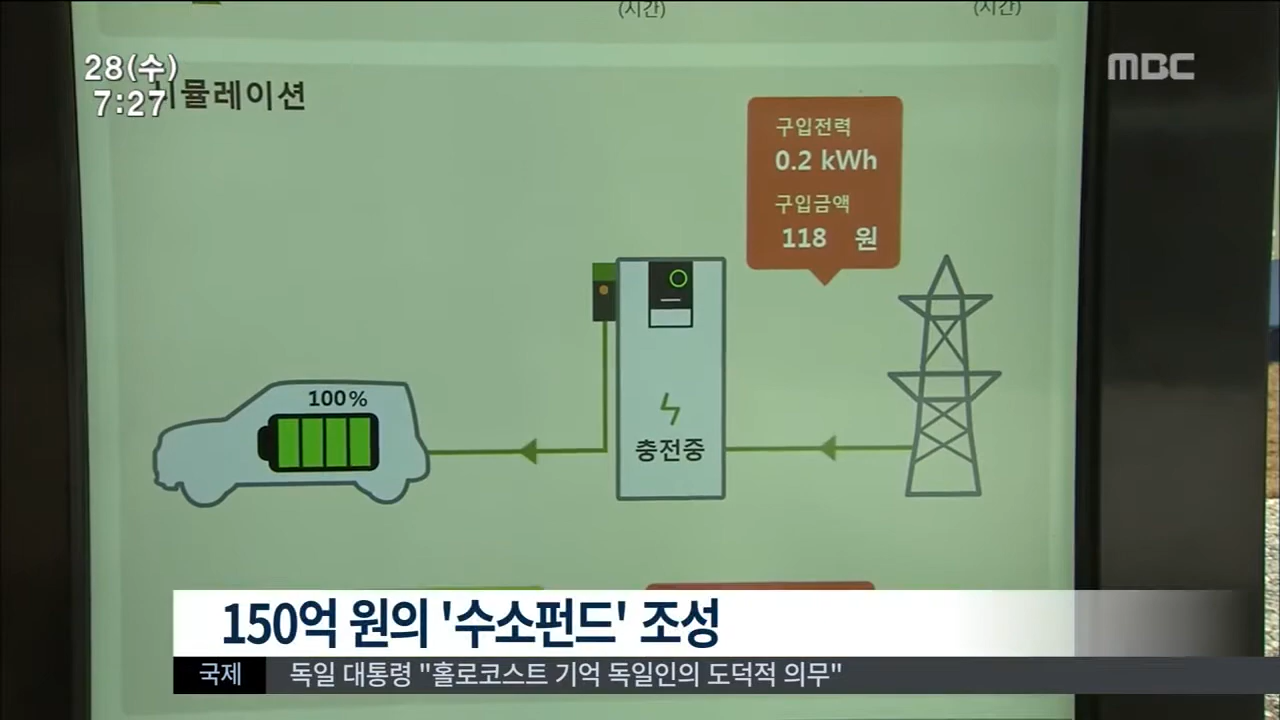 (시간)
(시간)
28(수)
7:27
뮬레이션
MBC
구입전력
0.2 kWh
구입금액
118 원
100%
충전중
150억 원의 '수소펀드' 조성
국제
독일 대통령 "홀로코스트 기억 독일인의 도덕적 의무"